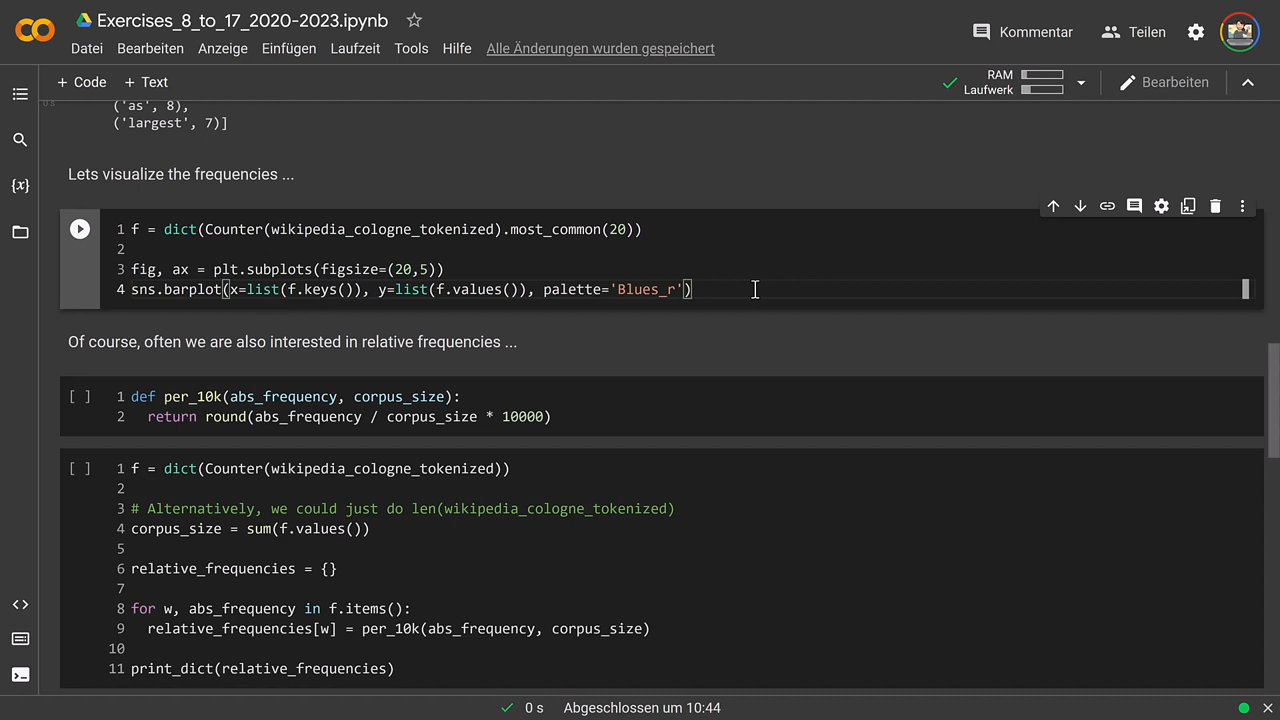 Exercises_8_to_17_2020-2023.ipynb
Datei Bearbeiten Anzeige Einfügen Laufzeit Tools Hilfe Alle Änderungen wurden gespeichert
Kommentar Teilen
+ Code + Text
RAM
Laufwerk
Bearbeiten
('as', 8),
('largest', 7)]
Lets visualize the frequencies ...
1 f = dict(Counter(wikipedia_cologne_tokenized).most_common(20))
2
3 fig, ax = plt.subplots(figsize=(20,5))
4 sns.barplot(x=list(f.keys()), y=list(f.values()), palette='Blues_r')
Of course, often we are also interested in relative frequencies ...
[ ] 1 def per_10k(abs_frequency, corpus_size):
2 return round(abs_frequency / corpus_size * 10000)
[ ] 1 f = dict(Counter(wikipedia_cologne_tokenized))
2
3 # Alternatively, we could just do len(wikipedia_cologne_tokenized)
4 corpus_size = sum(f.values())
5
6 relative_frequencies = {}
7
8 for w, abs_frequency in f.items():
9 relative_frequencies[w] = per_10k(abs_frequency, corpus_size)
10
11 print_dict(relative_frequencies)
0 s Abgeschlossen um 10:44